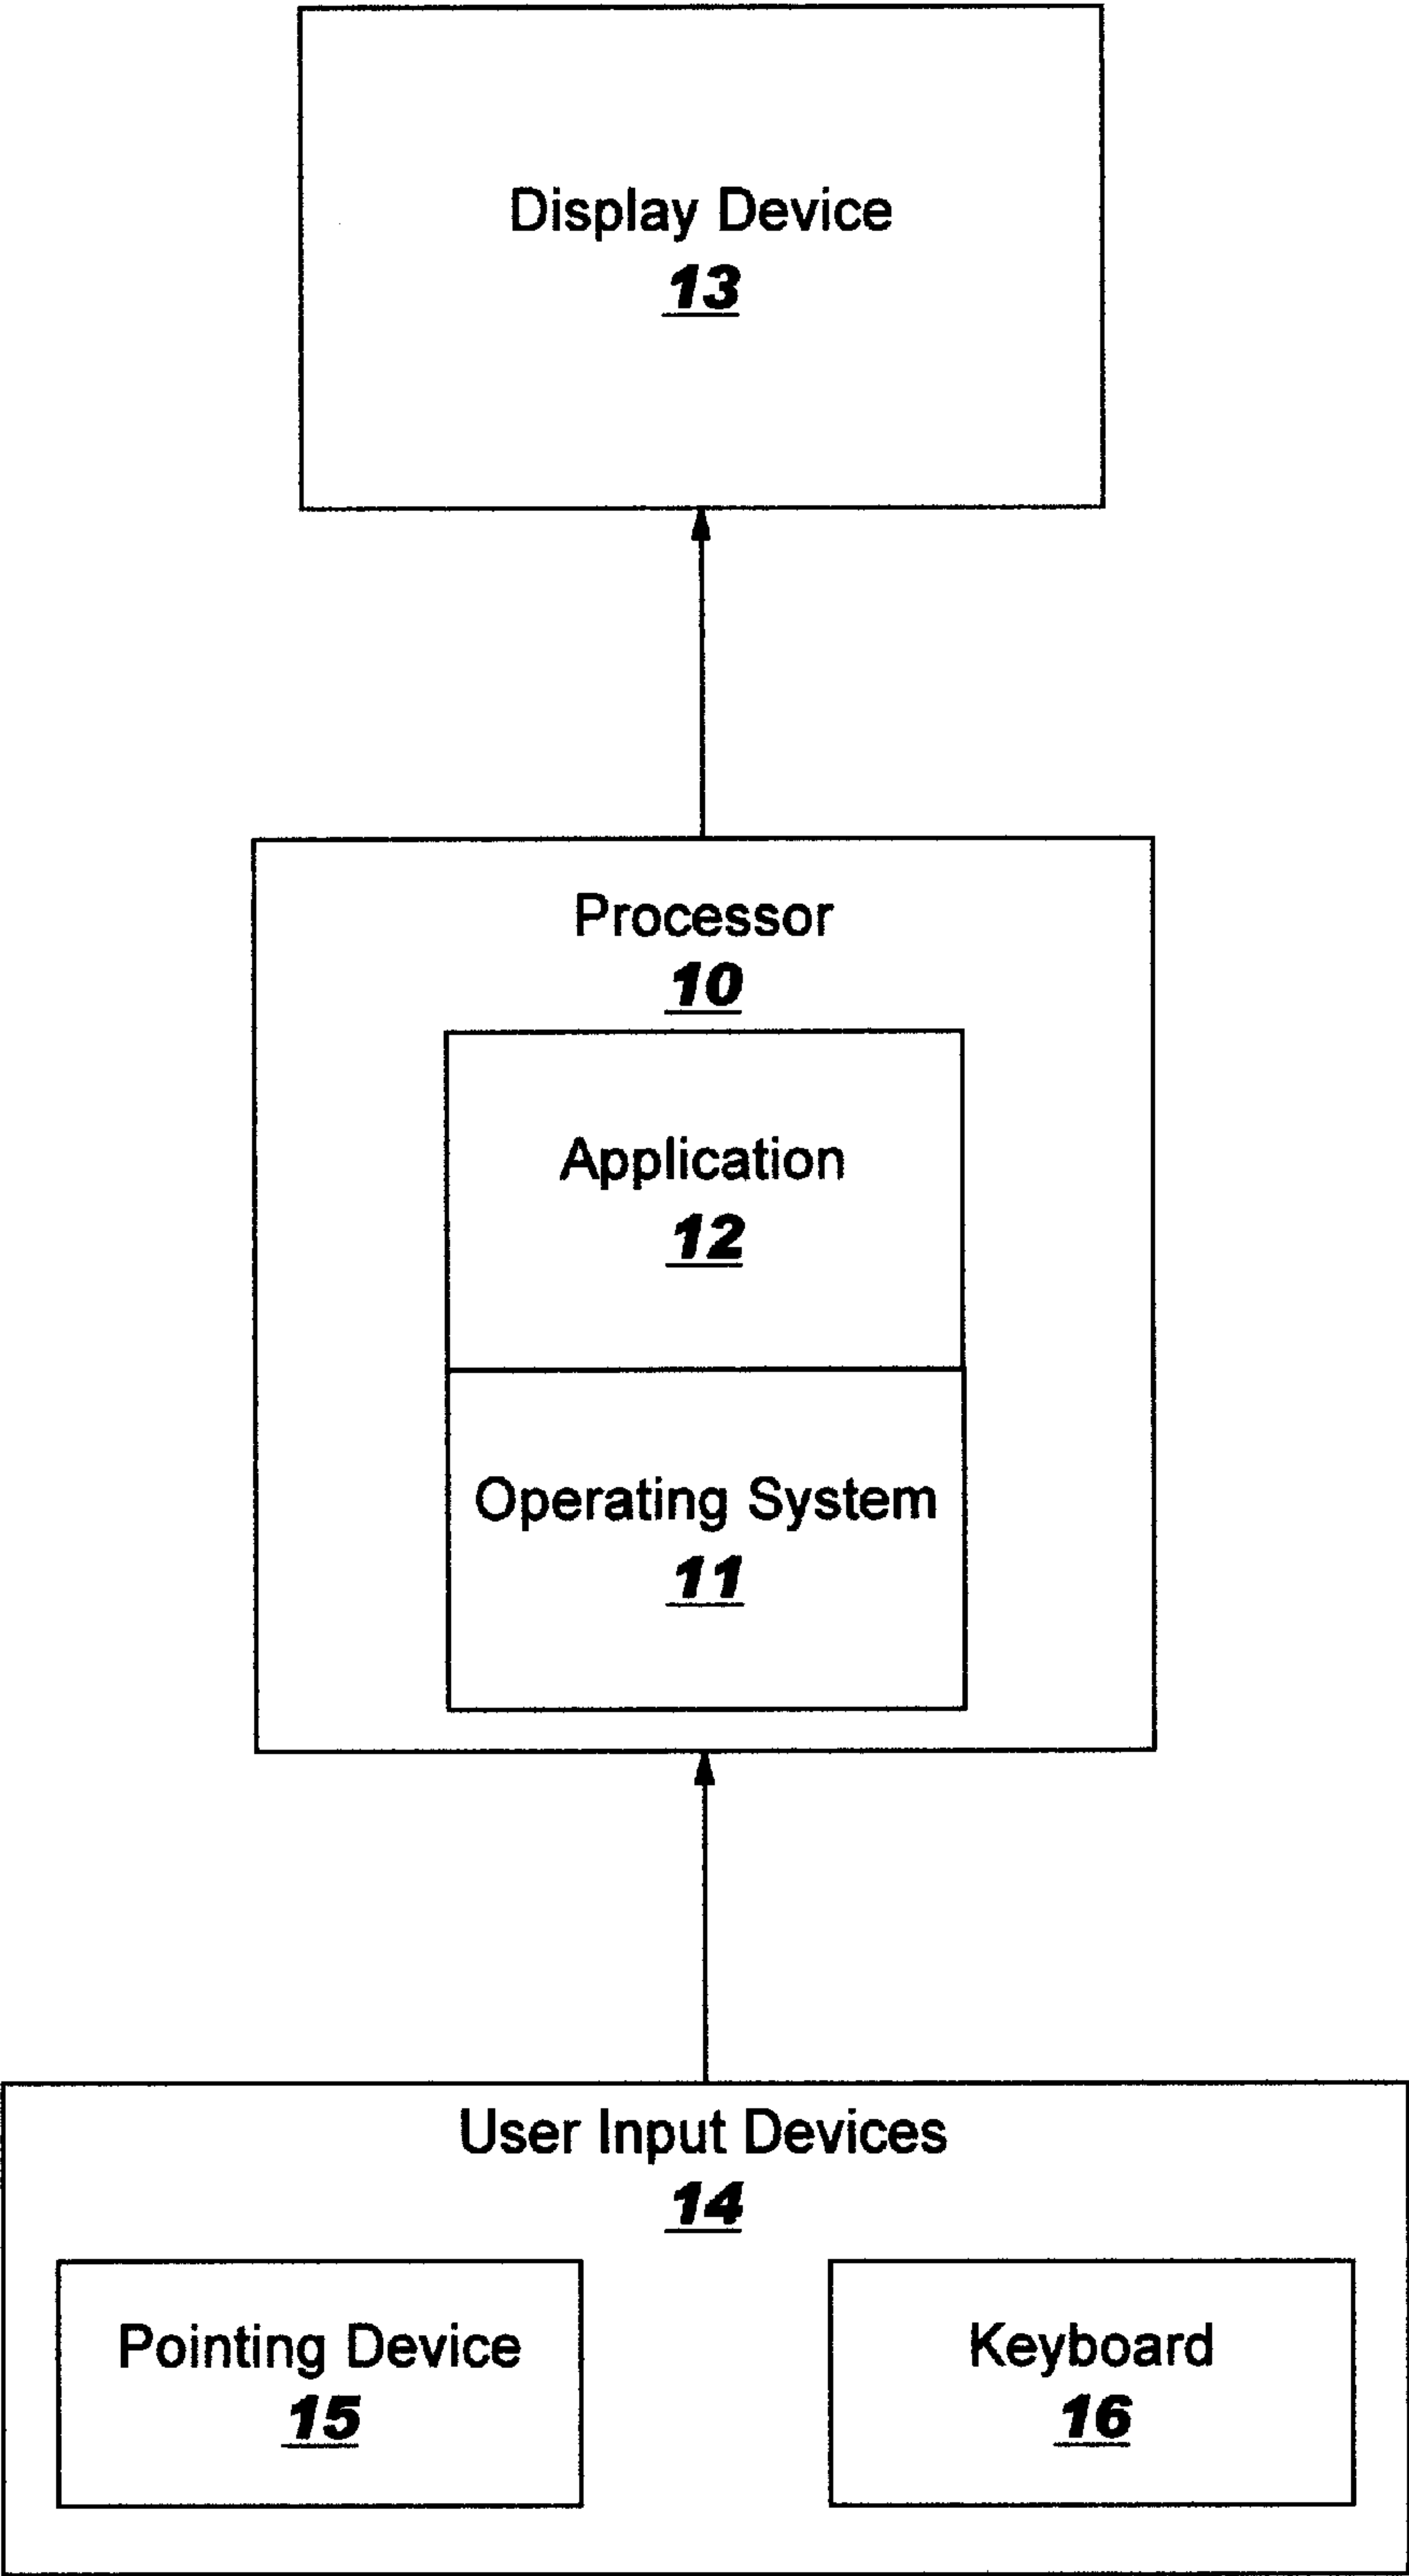 Display Device
13
Processor
10
Application
12
Operating System
11
User Input Devices
14
Pointing Device
15
Keyboard
16